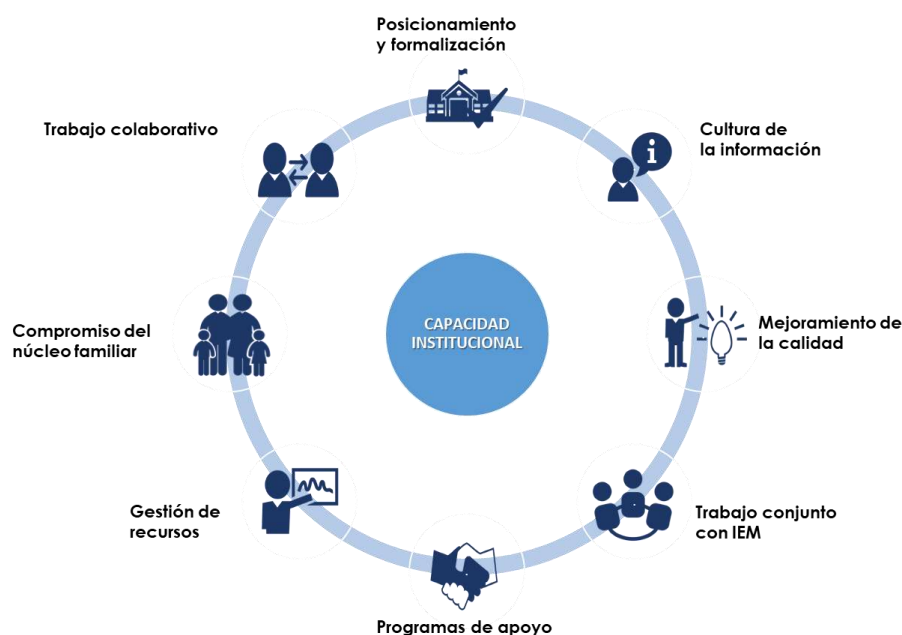 Posicionamiento
y formalización
Cultura de
la información
Mejoramiento de
la calidad
Trabajo conjunto
con IEM
Programas de apoyo
Gestión de
recursos
Compromiso del
núcleo familiar
Trabajo colaborativo
CAPACIDAD
INSTITUCIONAL
i